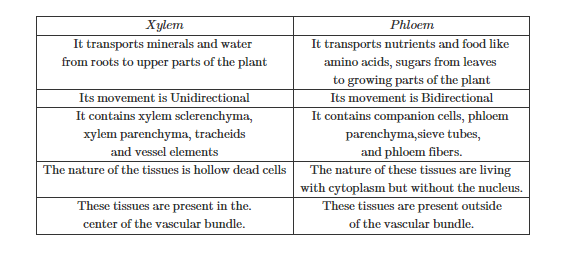 Xylem
Phloem
It transports minerals and water
from roots to upper parts of the plant
It transports nutrients and food like
amino acids, sugars from leaves
to growing parts of the plant
Its movement is Unidirectional
Its movement is Bidirectional
It contains xylem sclerenchyma,
xylem parenchyma, tracheids
and vessel elements
It contains companion cells, phloem
parenchyma,sieve tubes,
and phloem fibers.
The nature of the tissues is hollow dead cells
The nature of these tissues are living
with cytoplasm but without the nucleus.
These tissues are present in the.
center of the vascular bundle.
These tissues are present outside
of the vascular bundle.